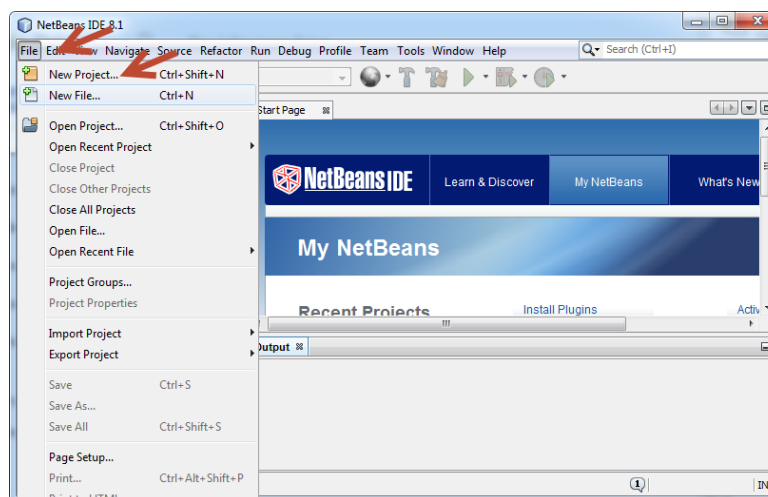 NetBeans IDE 8.1
File Edit View Navigate Source Refactor Run Debug Profile Team Tools Window Help Search (Ctrl+I)
New Project... Ctrl+Shift+N
New File... Ctrl+N
Start Page
Open Project... Ctrl+Shift+O
Open Recent Project
Close Project
Close Other Projects
Close All Projects
Open File...
Open Recent File
Project Groups...
Project Properties
Import Project
Export Project
Save Ctrl+S
Save As...
Save All Ctrl+Shift+S
Page Setup...
Print... Ctrl+Alt+Shift+P
NetBeans IDE Learn & Discover My NetBeans What's New
My NetBeans
Recent Projects Install Plugins
Output
1 IN